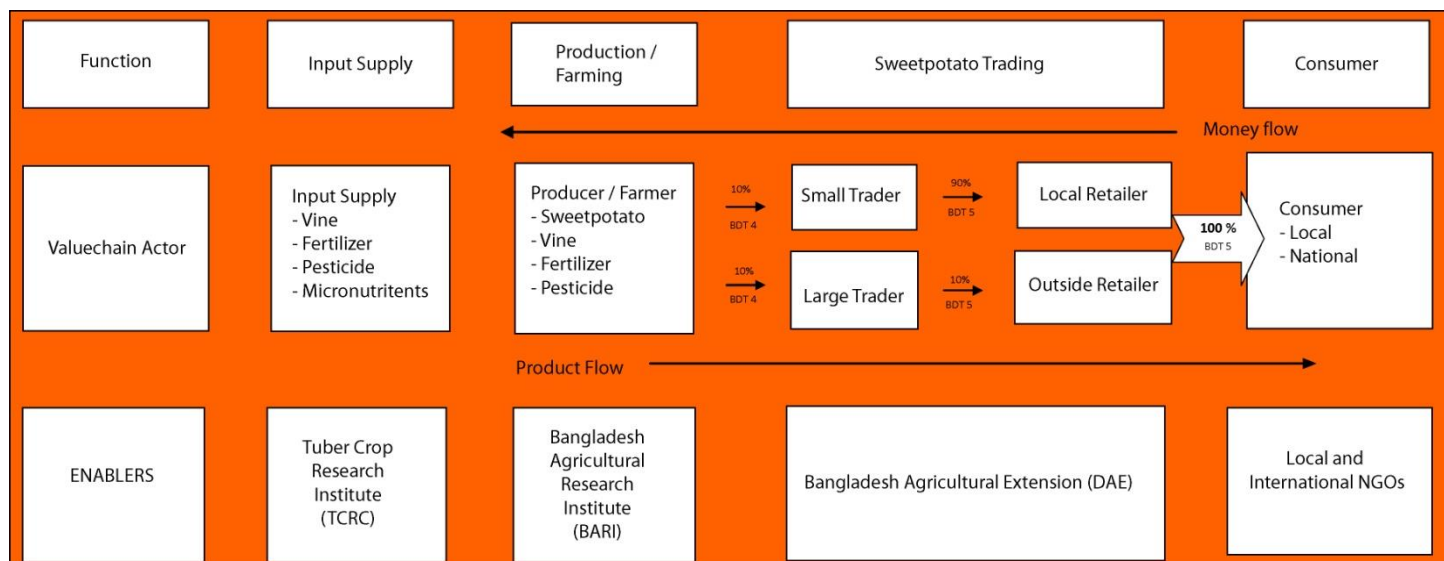 Function
Input Supply
Production /
Farming
Sweetpotato Trading
Consumer
Money flow
Valuechain Actor
Input Supply
- Vine
- Fertilizer
- Pesticide
- Micronutritents
Producer / Farmer
- Sweetpotato
- Vine
- Fertilizer
- Pesticide
10%
BDT 4
Small Trader
90%
BDT 5
Local Retailer
10%
BDT 4
Large Trader
10%
BDT 5
Outside Retailer
100 %
BDT 5
Consumer
- Local
- National
Product Flow
ENABLERS
Tuber Crop
Research
Institute
(TCRC)
Bangladesh
Agricultural
Research
Institute
(BARI)
Bangladesh Agricultural Extension (DAE)
Local and
International NGOs